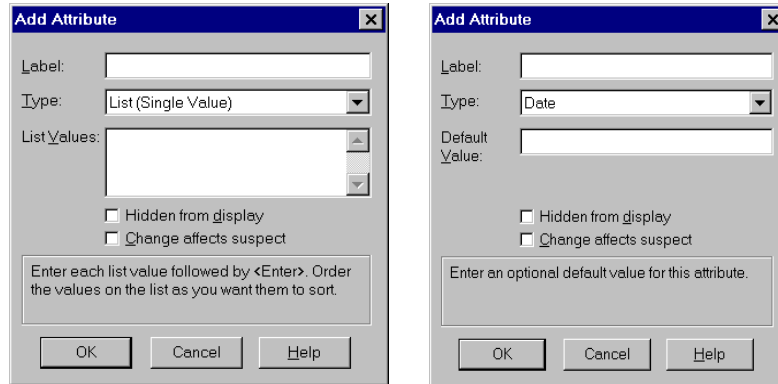 Add Attribute
Label:
Type: List (Single Value)
List Values:
Hidden from display
Change affects suspect
Enter each list value followed by <Enter>. Order
the values on the list as you want them to sort.
OK Cancel Help
Add Attribute
Label:
Type: Date
Default
Value:
Hidden from display
Change affects suspect
Enter an optional default value for this attribute.
OK Cancel Help